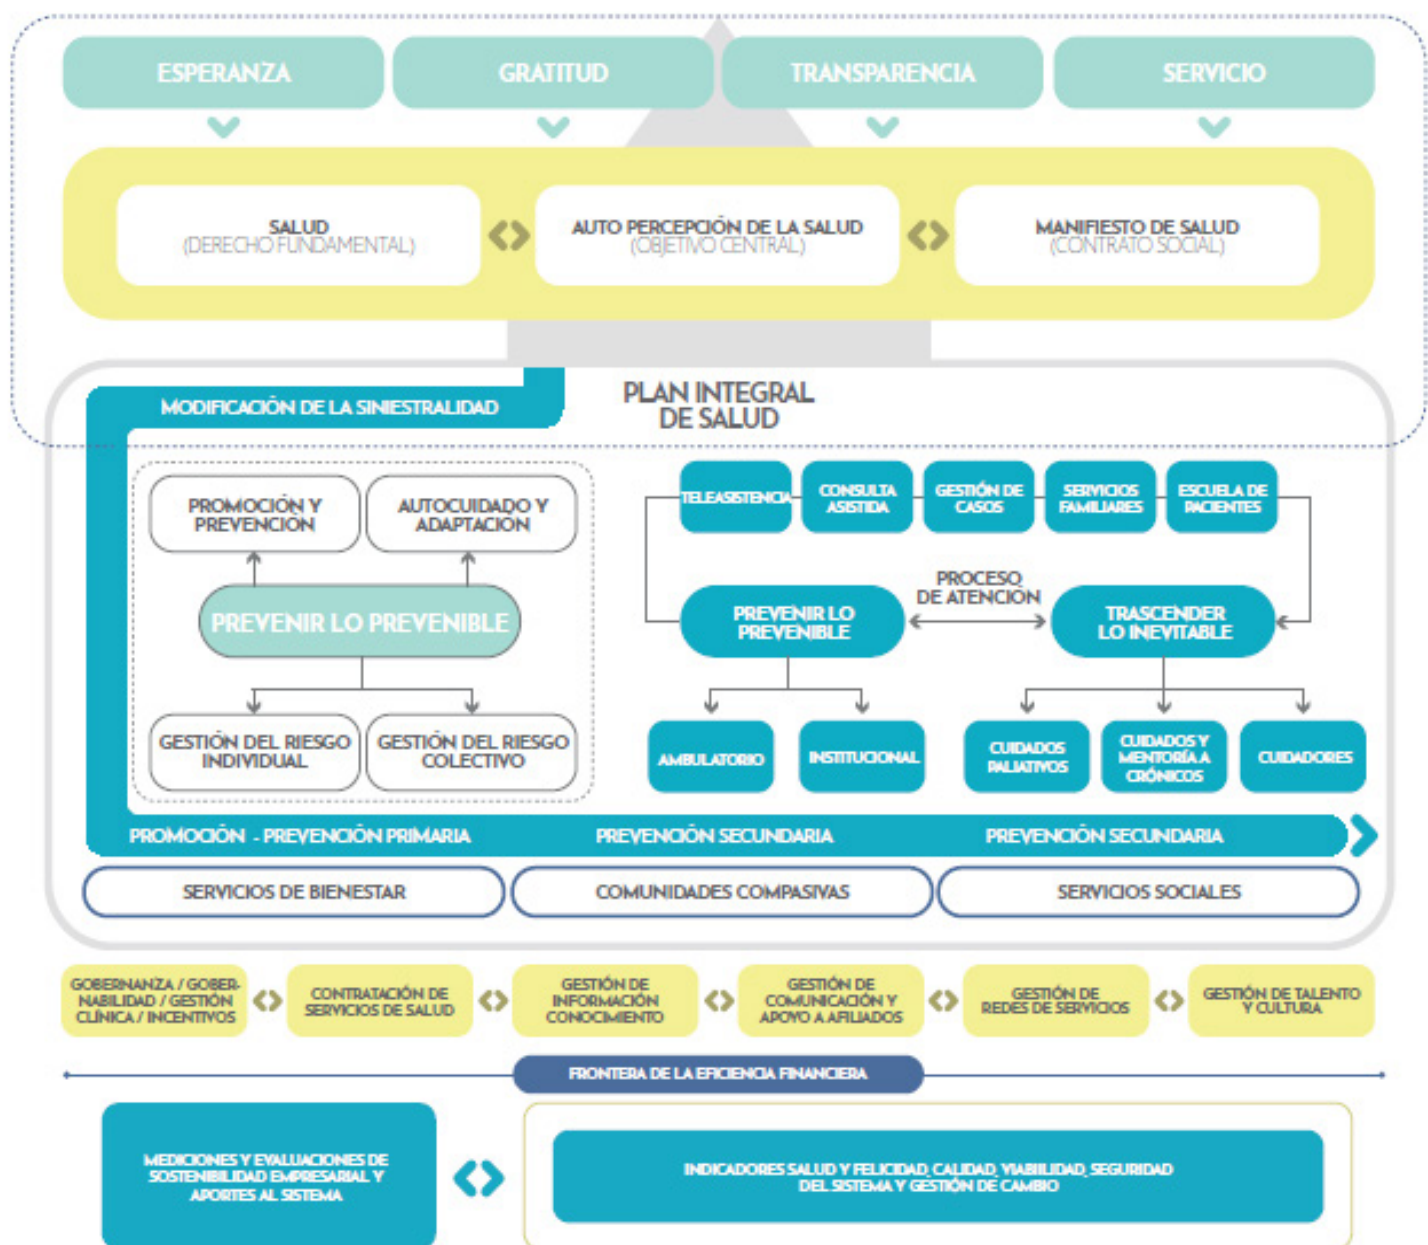 ESPERANZA
GRATITUD
TRANSPARENCIA
SERVICIO
SALUD
(DERECHO FUNDAMENTAL)
AUTO PERCEPCIÓN DE LA SALUD
(OBJETIVO CENTRAL)
MANIFIESTO DE SALUD
(CONTRATO SOCIAL)
MODIFICACIÓN DE LA SINIESTRALIDAD
PLAN INTEGRAL
DE SALUD
PROMOCIÓN Y
PREVENCIÓN
AUTOCUIDADO Y
ADAPTACIÓN
PREVENIR LO PREVENIBLE
GESTIÓN DEL RIESGO
INDIVIDUAL
GESTIÓN DEL RIESGO
COLECTIVO
TELEASISTENCIA
CONSULTA
ASISTIDA
GESTIÓN DE
CASOS
SERVICIOS
FAMILIARES
ESCUELA DE
PACIENTES
PREVENIR LO
PREVENIBLE
PROCESO
DE ATENCIÓN
TRASCENDER
LO INEVITABLE
AMBULATORIO
INSTITUCIONAL
CUIDADOS
PALIATIVOS
CUIDADOS Y
MENTORÍA A
CRÓNICOS
CUIDADORES
PROMOCIÓN - PREVENCIÓN PRIMARIA
PREVENCIÓN SECUNDARIA
PREVENCIÓN SECUNDARIA
SERVICIOS DE BIENESTAR
COMUNIDADES COMPASIVAS
SERVICIOS SOCIALES
GOBERNANZA / GOBER-
NABILIDAD / GESTIÓN
CLÍNICA / INCENTIVOS
CONTRATACIÓN DE
SERVICIOS DE SALUD
GESTIÓN DE
INFORMACIÓN
CONOCIMIENTO
GESTIÓN DE
COMUNICACIÓN Y
APOYO A AFILIADOS
GESTIÓN DE
REDES DE SERVICIOS
GESTIÓN DE TALENTO
Y CULTURA
FRONTERA DE LA EFICIENCIA FINANCIERA
MEDICIONES Y EVALUACIONES DE
SOSTENIBILIDAD EMPRESARIAL Y
APORTES AL SISTEMA
INDICADORES SALUD Y FELICIDAD, CALIDAD, VIABIILIDAD, SEGURIDAD
DEL SISTEMA Y GESTIÓN DE CAMBIO